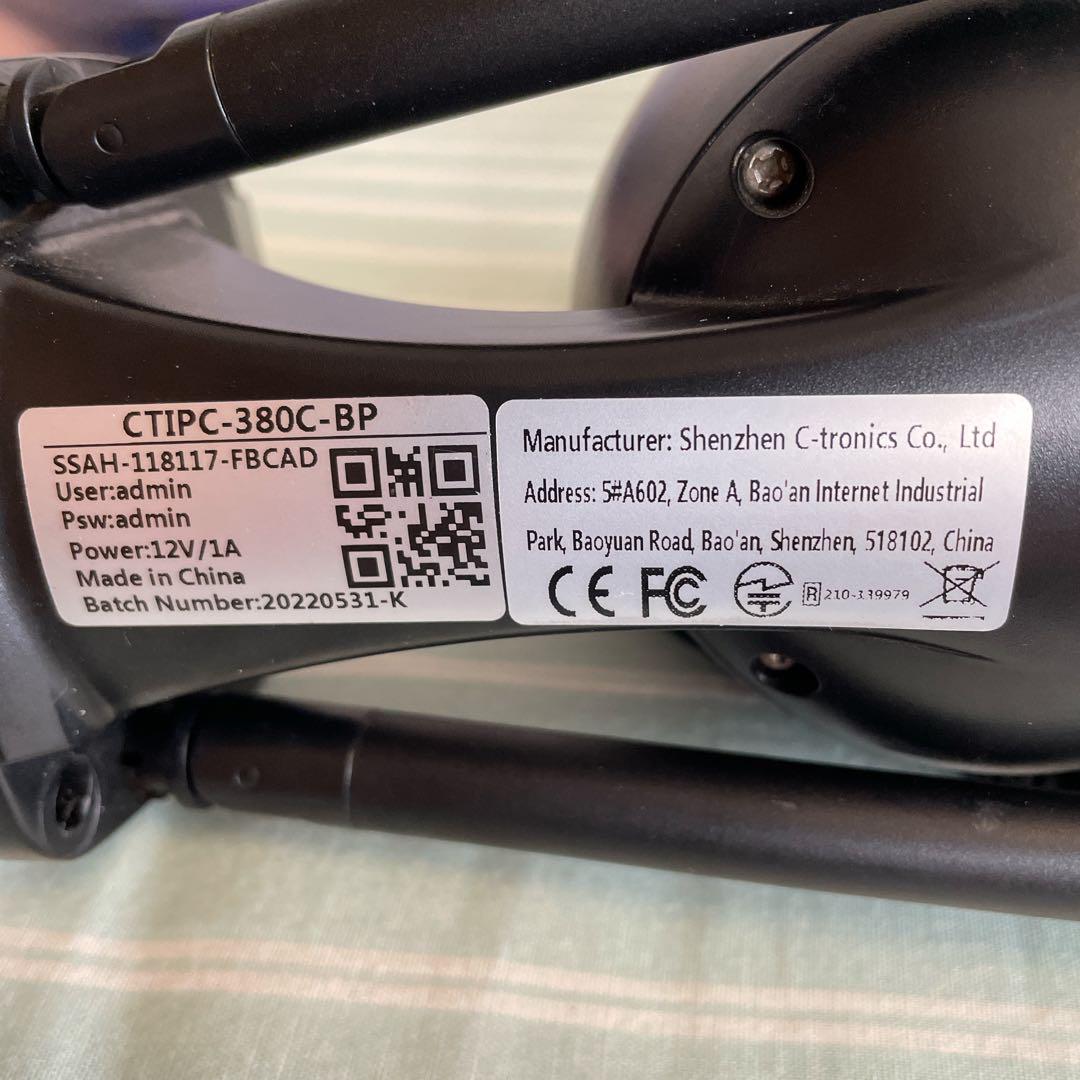 CTIPC-380C-BP
SSAH-118117-FBCAD
User:admin
Psw:admin
Power:12V/1A
Made in China
Batch Number:20220531-K
Manufacturer: Shenzhen C-tronics Co., Ltd
Address: 5#A602, Zone A, Bao'an Internet Industrial
Park, Baoyuan Road, Bao'an, Shenzhen, 518102, China
CE FC R 210-139979